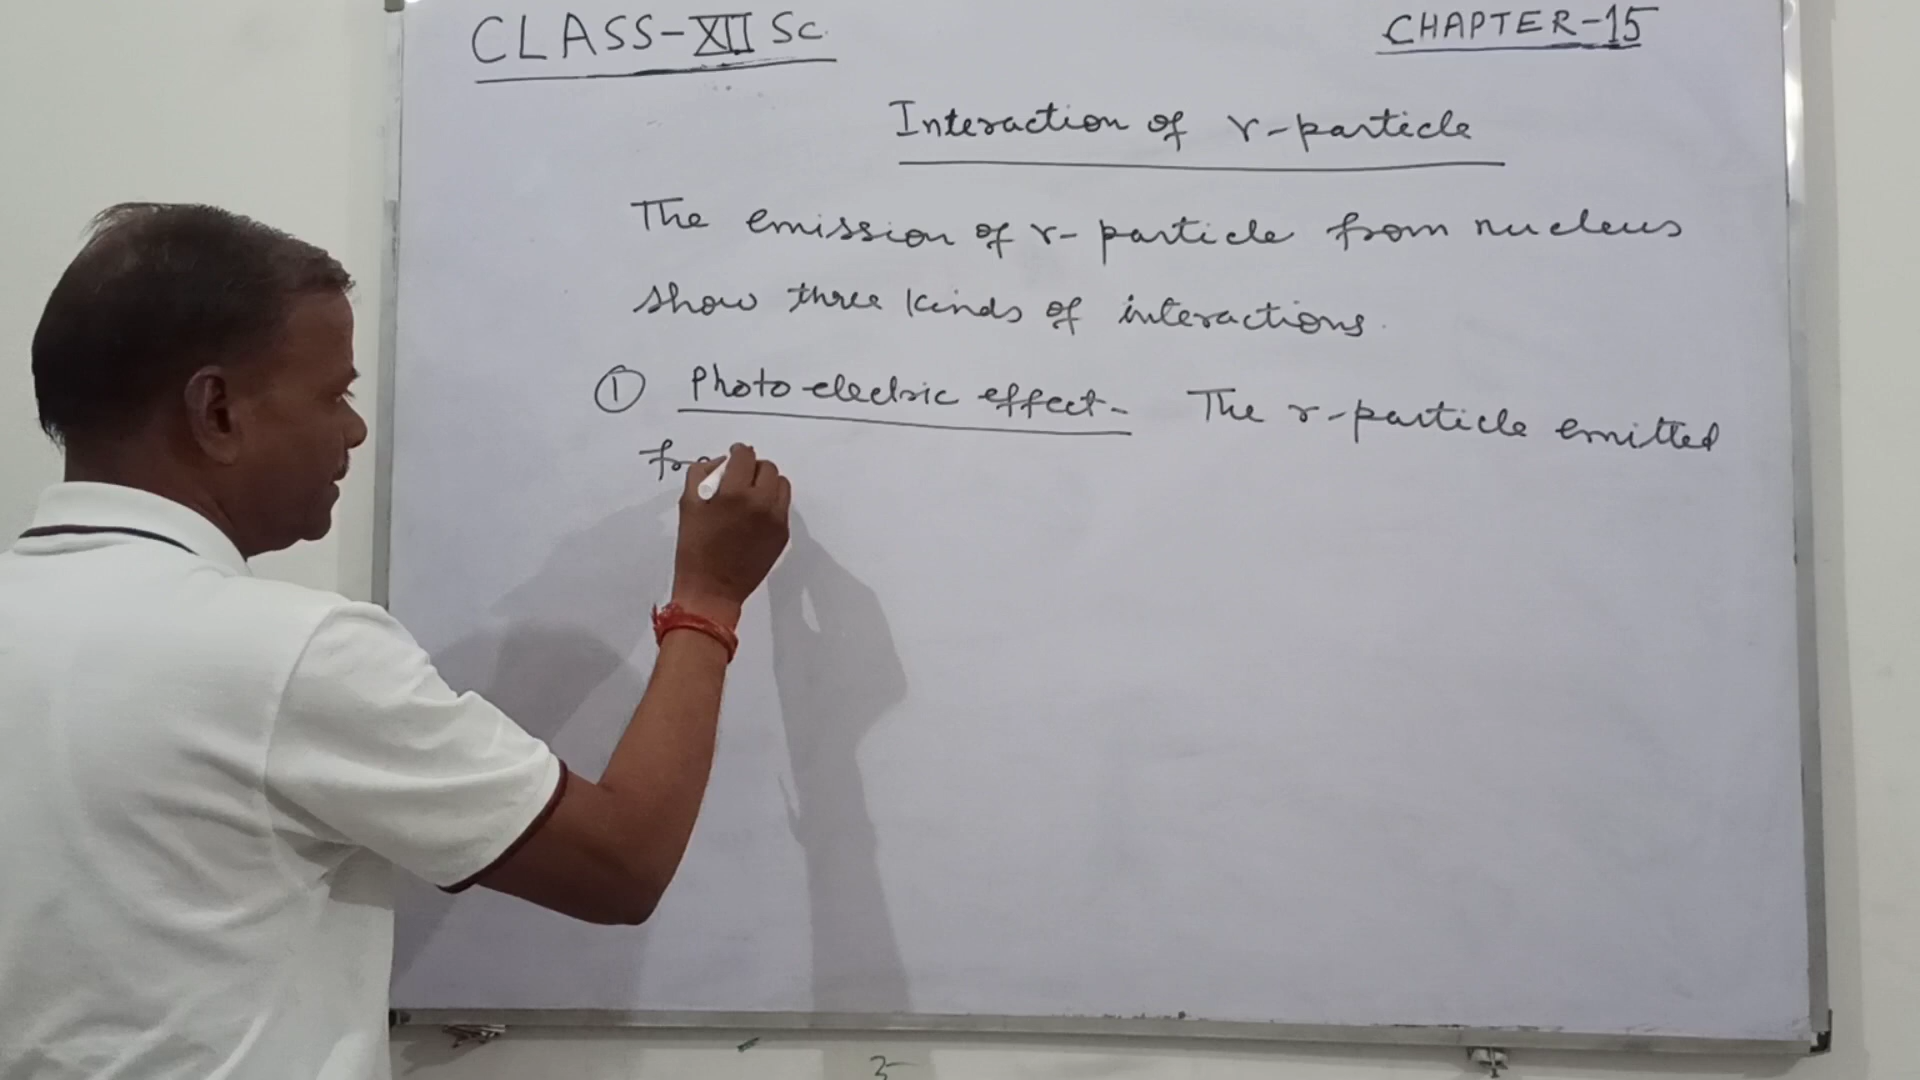 CLASS-XII Sc.
CHAPTER-15
Interaction of γ-particle
The emission of γ-particle from nucleus
show three kinds of interactions.
① Photo electric effect- The γ-particle emitted